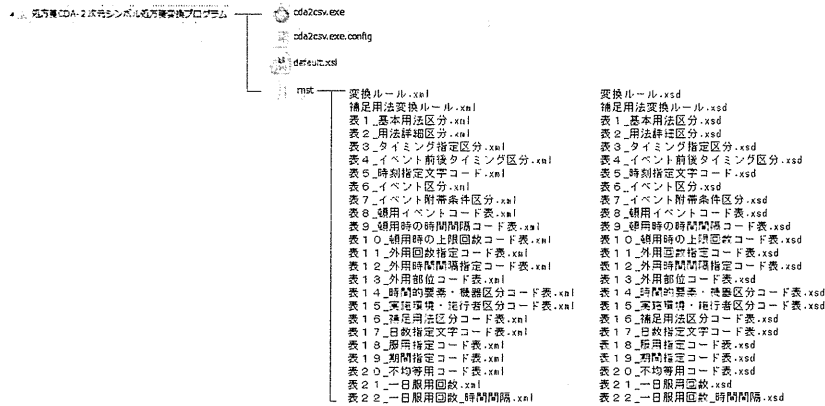 処方箋CDA-2次元シンボル処方箋変換プログラム
cda2csv.exe
cda2csv.exe.config
default.xsl
mst
変換ルール.xml
補足用法変換ルール.xml
表1_基本用法区分.xml
表2_用法詳細区分.xml
表3_タイミング指定区分.xml
表4_イベント前後タイミング区分.xml
表5_時刻指定文字コード.xml
表6_イベント区分.xml
表7_イベント附帯条件区分.xml
表8_頓用イベントコード表.xml
表9_頓用時の時間間隔コード表.xml
表10_頓用時の上限回数コード表.xml
表11_外用回数指定コード表.xml
表12_外用時間間隔指定コード表.xml
表13_外用部位コード表.xml
表14_時間的要素・機器区分コード表.xml
表15_実施環境・施行者区分コード表.xml
表16_補足用法区分コード表.xml
表17_日数指定文字コード表.xml
表18_服用指定コード表.xml
表19_期間指定コード表.xml
表20_不均等用コード表.xml
表21_一日服用回数.xml
表22_一日服用回数_時間間隔.xml
変換ルール.xsd
補足用法変換ルール.xsd
表1_基本用法区分.xsd
表2_用法詳細区分.xsd
表3_タイミング指定区分.xsd
表4_イベント前後タイミング区分.xsd
表5_時刻指定文字コード.xsd
表6_イベント区分.xsd
表7_イベント附帯条件区分.xsd
表8_頓用イベントコード表.xsd
表9_頓用時の時間間隔コード表.xsd
表10_頓用時の上限回数コード表.xsd
表11_外用回数指定コード表.xsd
表12_外用時間間隔指定コード表.xsd
表13_外用部位コード表.xsd
表14_時間的要素・機器区分コード表.xsd
表15_実施環境・施行者区分コード表.xsd
表16_補足用法区分コード表.xsd
表17_日数指定文字コード表.xsd
表18_服用指定コード表.xsd
表19_期間指定コード表.xsd
表20_不均等用コード表.xsd
表21_一日服用回数.xsd
表22_一日服用回数_時間間隔.xsd